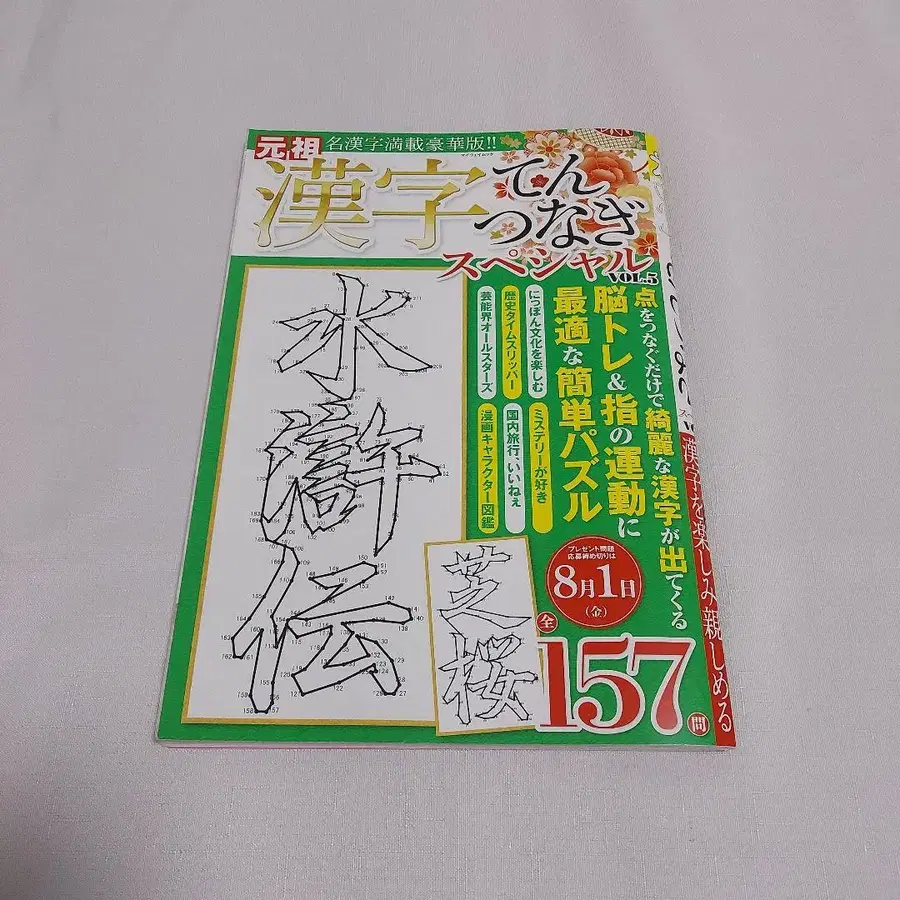 元祖
名漢字満載豪華版!!
マイウェイムック
漢字てんつなぎ
スペシャル
VOL.5
点をつなぐだけで綺麗な漢字が出てくる
脳トレ&指の運動に
最適な簡単パズル
にっぽん文化を楽しむ
歴史タイムスリッパー
芸能界オールスターズ
ミステリーが好き
国内旅行、いいねぇ
漫画キャラクター図鑑
水滸伝
芝桜
プレゼント問題
応募締め切りは
8月1日
(金)
全157問
漢字を楽しみ親しめる